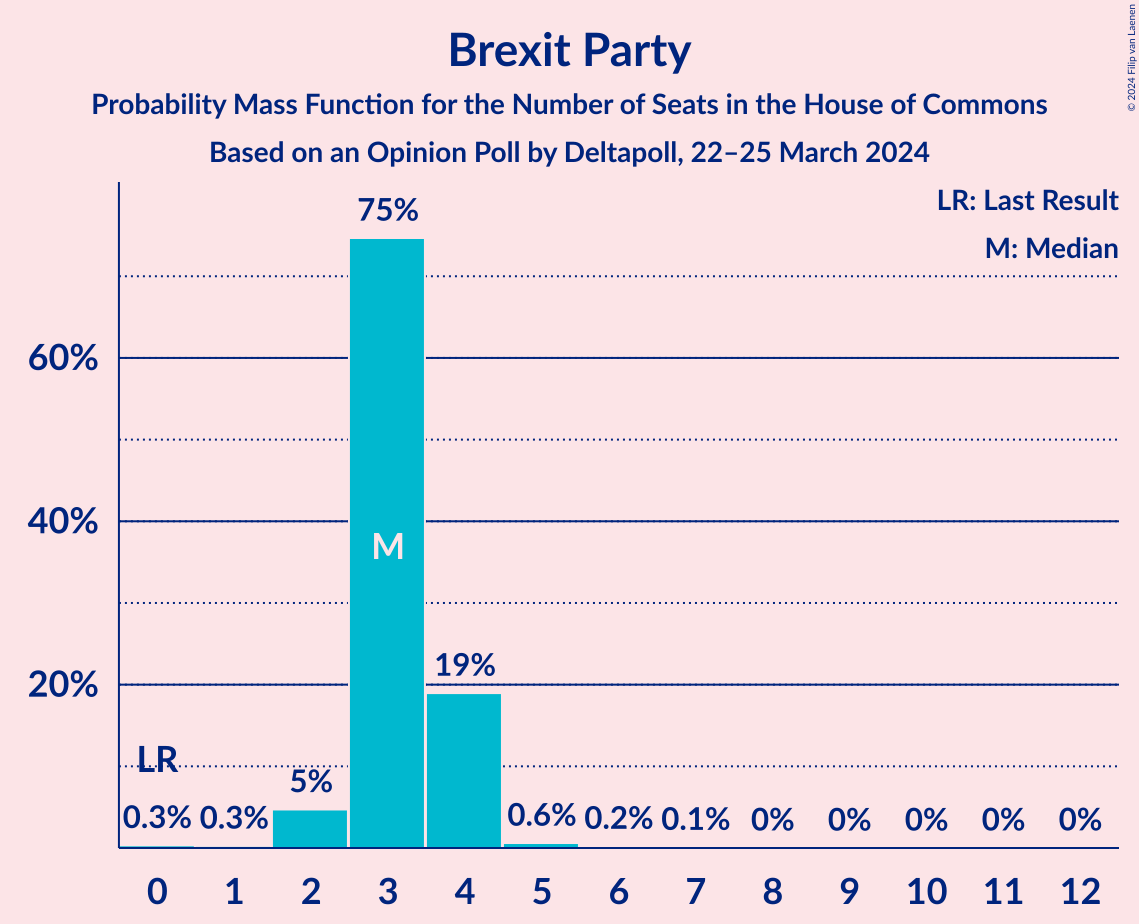 Brexit Party
Probability Mass Function for the Number of Seats in the House of Commons
Based on an Opinion Poll by Deltapoll, 22–25 March 2024
© 2024 Filip van Laenen
LR: Last Result
M: Median
75%
60%
40%
M
19%
20%
LR
5%
0.3% 0.3% 0.6% 0.2% 0.1% 0% 0% 0% 0% 0%
0 1 2 3 4 5 6 7 8 9 10 11 12